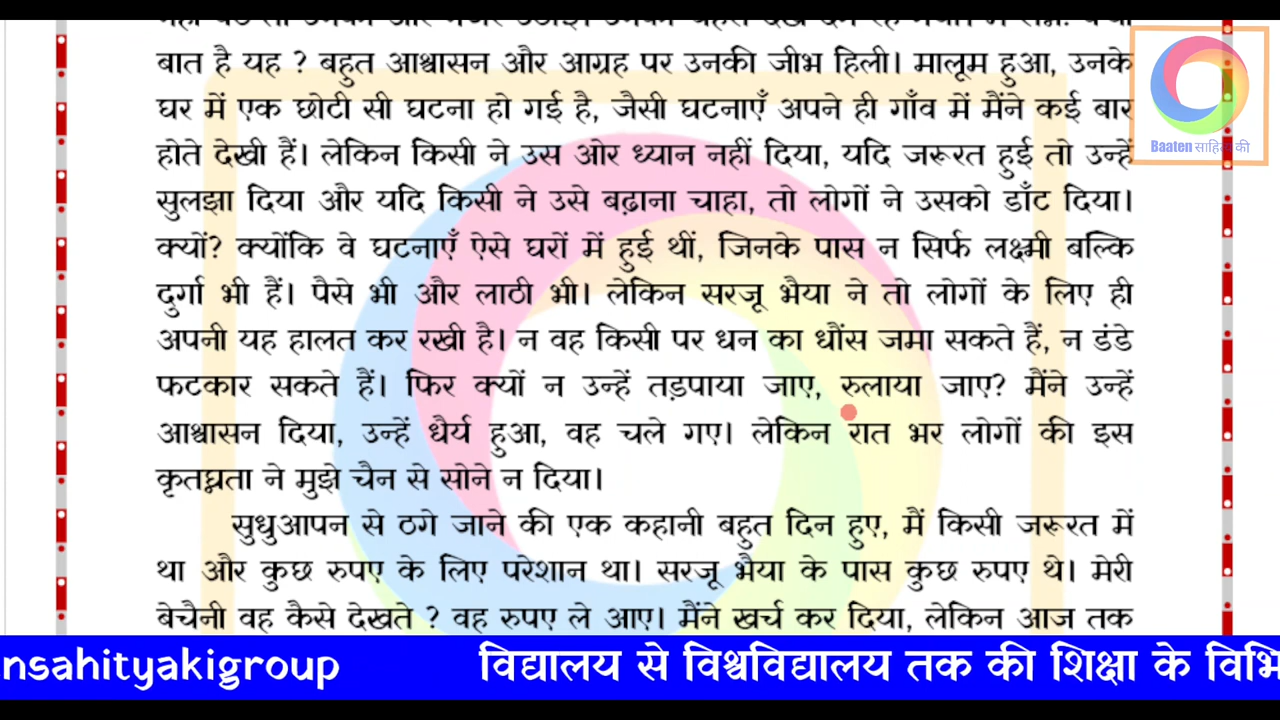 बात है यह ? बहुत आश्वासन और आग्रह पर उनकी जीभ हिली। मालूम हुआ, उनके
घर में एक छोटी सी घटना हो गई है, जैसी घटनाएँ अपने ही गाँव में मैंने कई बार
होते देखी हैं। लेकिन किसी ने उस ओर ध्यान नहीं दिया, यदि जरूरत हुई तो उन्हें
सुलझा दिया और यदि किसी ने उसे बढ़ाना चाहा, तो लोगों ने उसको डाँट दिया।
क्यों? क्योंकि वे घटनाएँ ऐसे घरों में हुई थीं, जिनके पास न सिर्फ लक्ष्मी बल्कि
दुर्गा भी हैं। पैसे भी और लाठी भी। लेकिन सरजू भैया ने तो लोगों के लिए ही
अपनी यह हालत कर रखी है। न वह किसी पर धन का धौंस जमा सकते हैं, न डंडे
फटकार सकते हैं। फिर क्यों न उन्हें तड़पाया जाए, रुलाया जाए? मैंने उन्हें
आश्वासन दिया, उन्हें धैर्य हुआ, वह चले गए। लेकिन रात भर लोगों की इस
कृतघ्नता ने मुझे चैन से सोने न दिया।
सुधुआपन से ठगे जाने की एक कहानी बहुत दिन हुए, मैं किसी जरूरत में
था और कुछ रुपए के लिए परेशान था। सरजू भैया के पास कुछ रुपए थे। मेरी
बेचैनी वह कैसे देखते ? वह रुपए ले आए। मैंने खर्च कर दिया, लेकिन आज तक
Baaten साहित्य की
nsahityakigroup विद्यालय से विश्वविद्यालय तक की शिक्षा के विभि